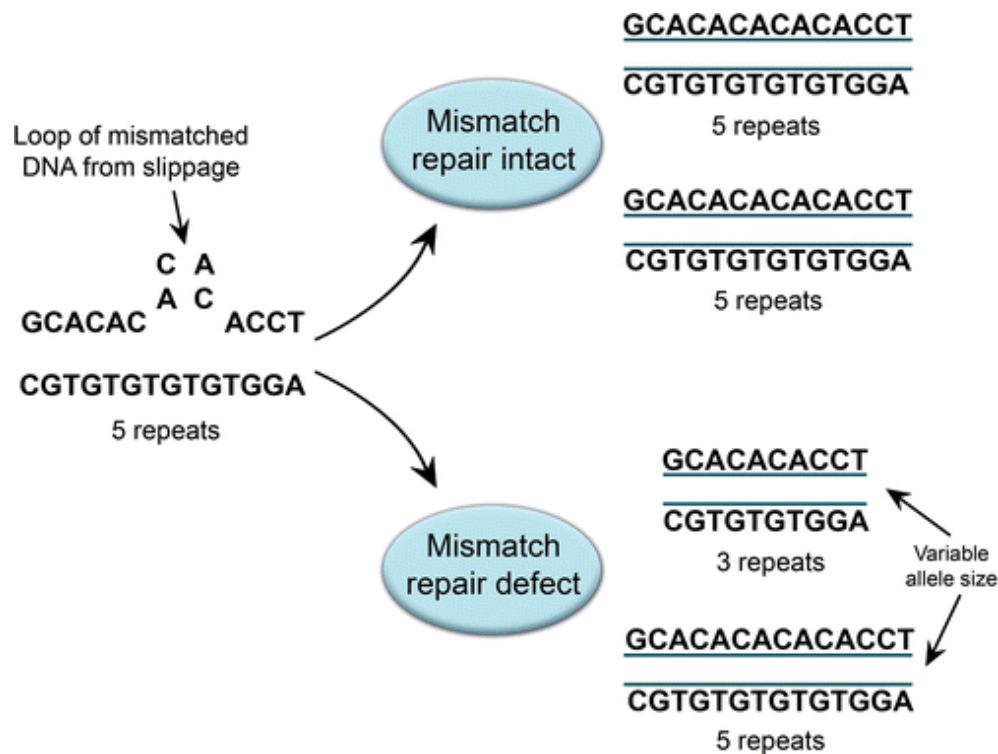 GCACACACACACCT
CGTGTGTGTGTGGA
5 repeats
Mismatch
repair intact
Loop of mismatched
DNA from slippage
GCACACACACACCT
CGTGTGTGTGTGGA
5 repeats
C A
A C
GCACAC ACCT
CGTGTGTGTGTGGA
5 repeats
Mismatch
repair defect
GCACACACCT
CGTGTGTGGA
3 repeats
Variable
allele size
GCACACACACACCT
CGTGTGTGTGTGGA
5 repeats